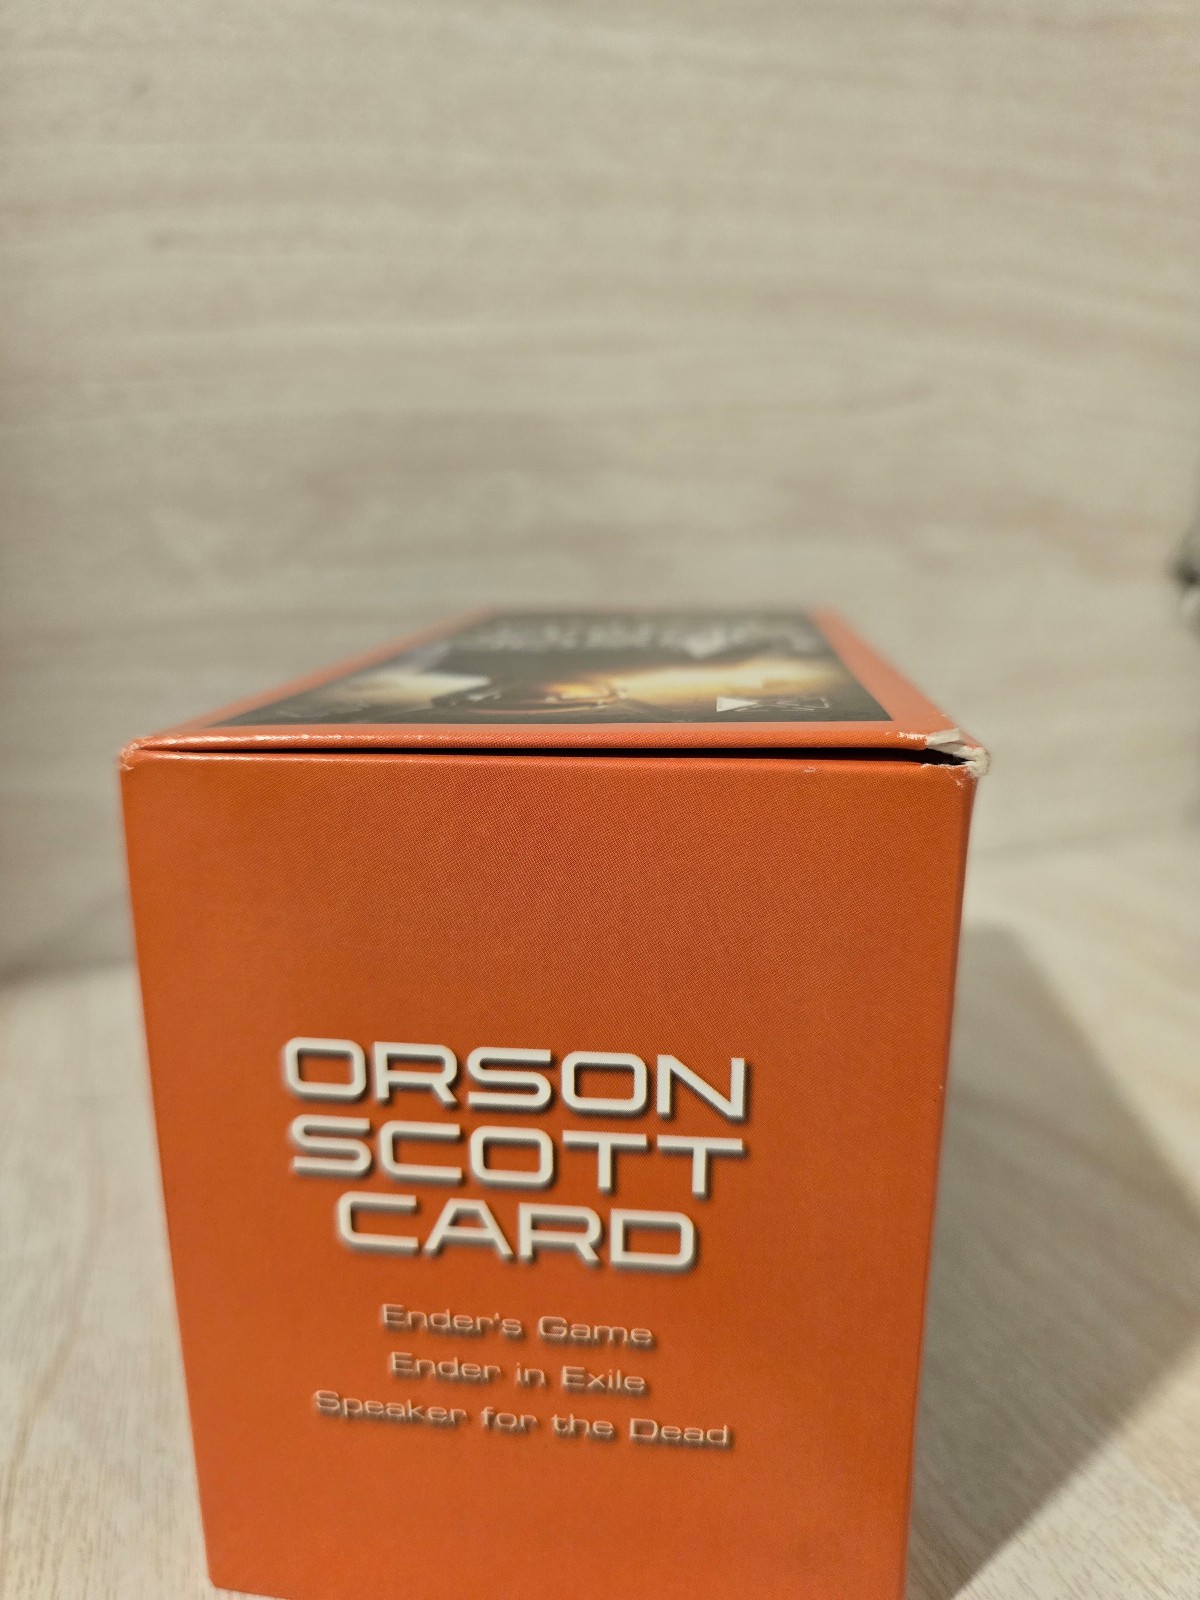 ORSON
SCOTT
CARD
Ender's Game
Ender in Exile
Speaker for the Dead